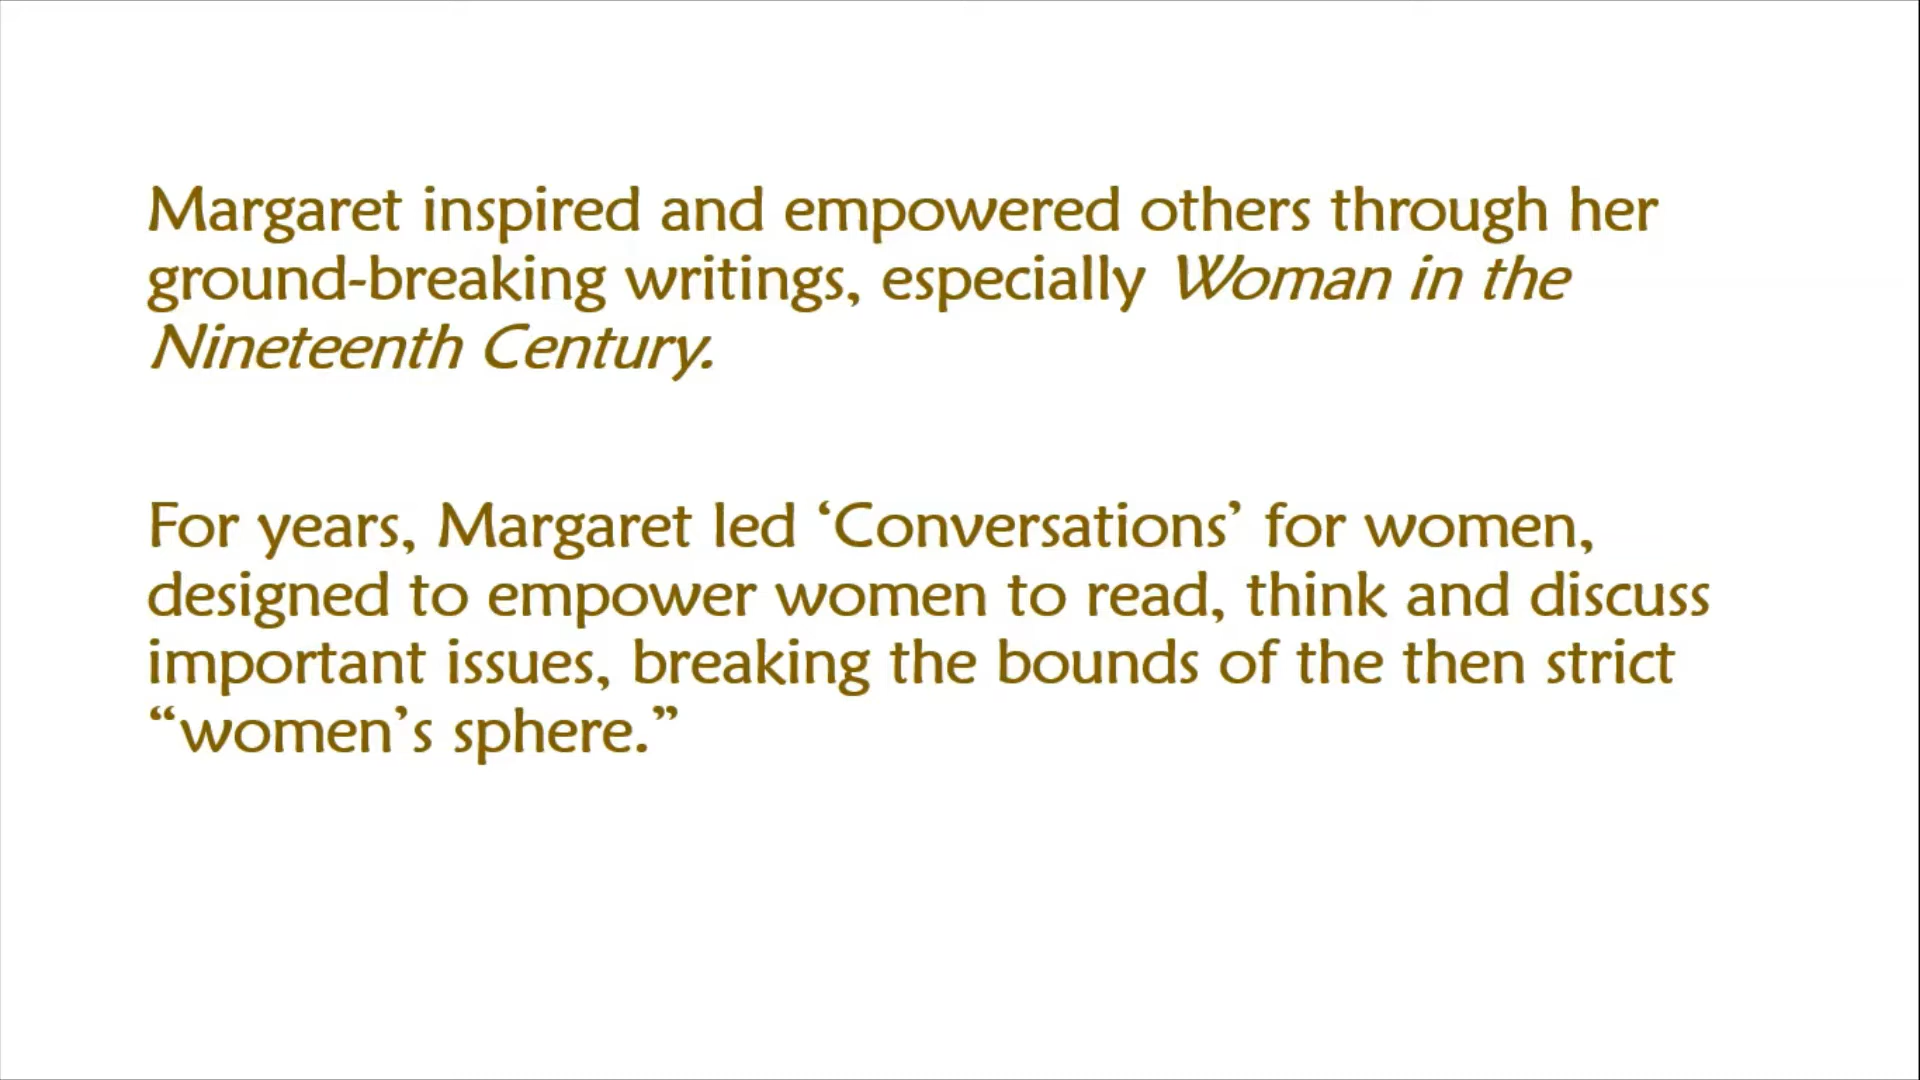 Margaret inspired and empowered others through her
ground-breaking writings, especially Woman in the
Nineteenth Century.
For years, Margaret led ‘Conversations’ for women,
designed to empower women to read, think and discuss
important issues, breaking the bounds of the then strict
“women’s sphere.”